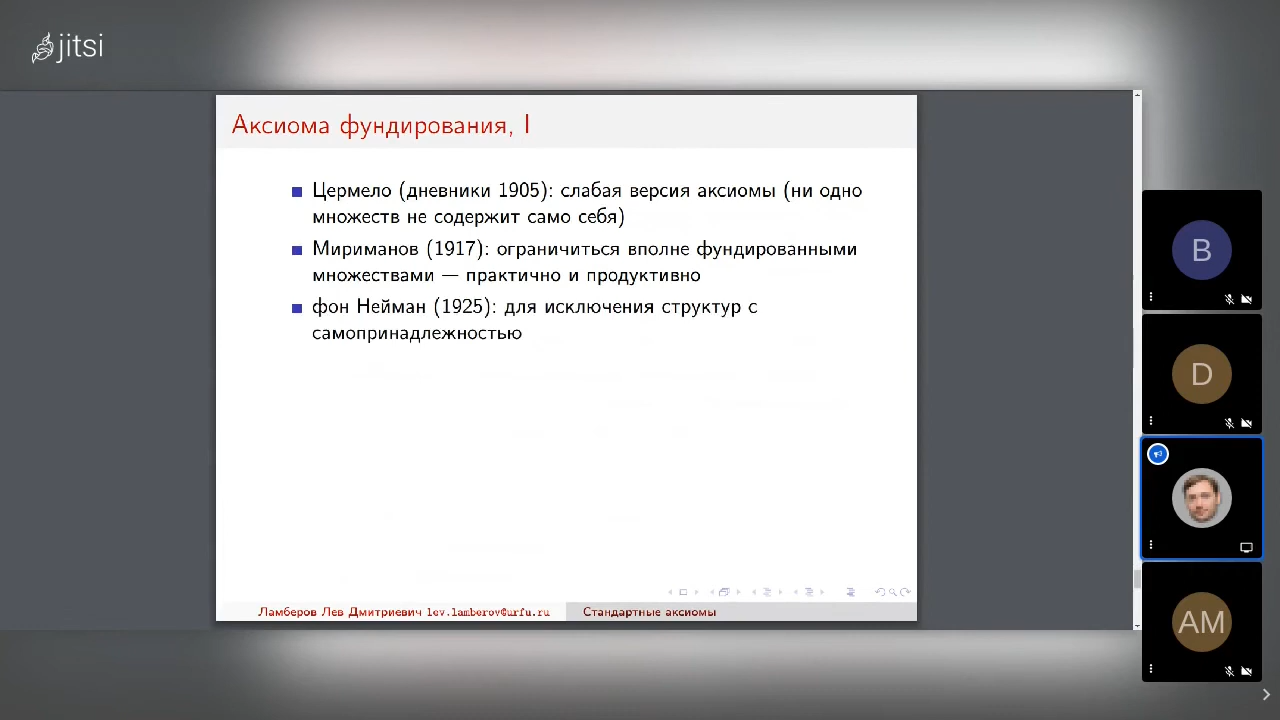 jitsi
Аксиома фундирования, I
Цермело (дневники 1905): слабая версия аксиомы (ни одно
множеств не содержит само себя)
Мириманов (1917): ограничиться вполне фундированными
множествами — практично и продуктивно
фон Нейман (1925): для исключения структур с
самопринадлежностью
Ламберов Лев Дмитриевич lev.lamberov@urfu.ru
Стандартные аксиомы
B
D
AM